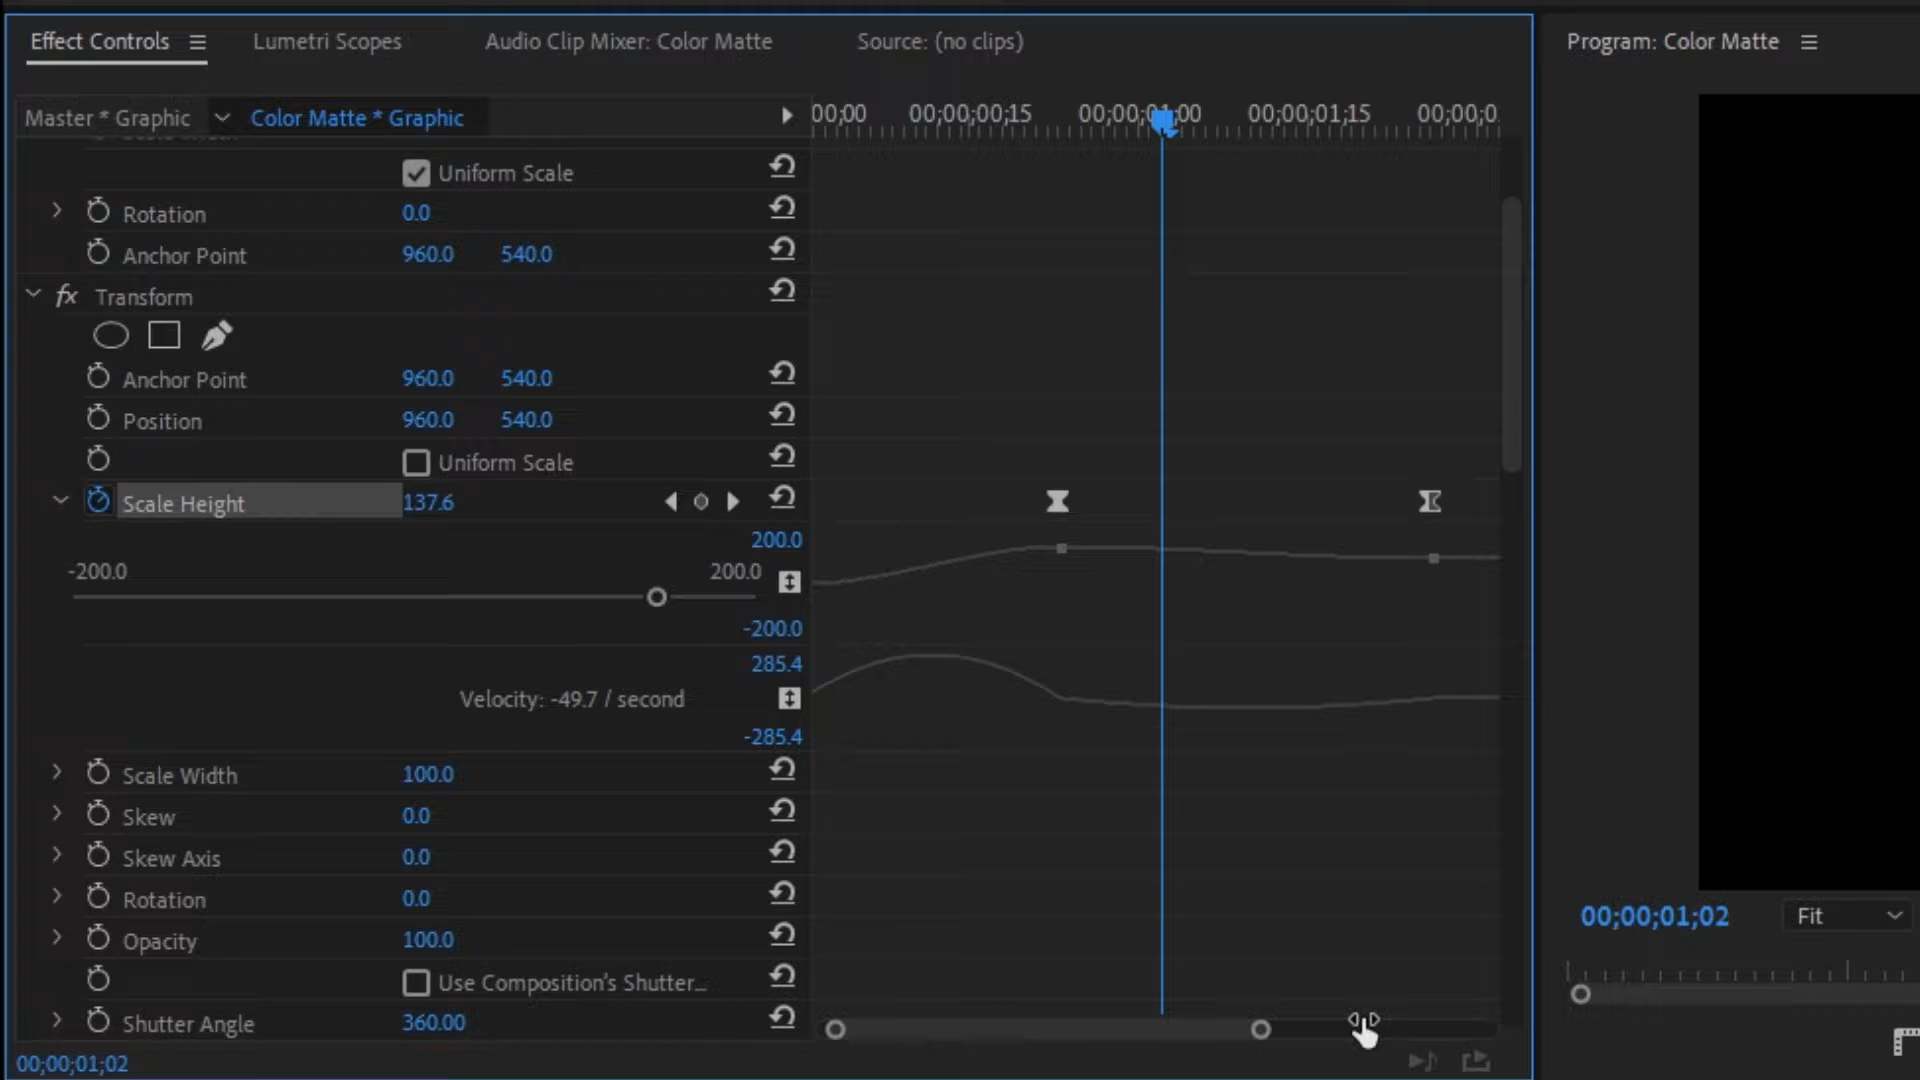 Effect Controls Lumetri Scopes Audio Clip Mixer: Color Matte Source: (no clips) Program: Color Matte
Master * Graphic Color Matte * Graphic 00;00 00;00;00;15 00;00;01;00 00;00;01;15 00;00;0
Uniform Scale
Rotation 0.0
Anchor Point 960.0 540.0
fx Transform
Anchor Point 960.0 540.0
Position 960.0 540.0
Uniform Scale
Scale Height 137.6
200.0
-200.0 200.0
-200.0
285.4
Velocity: -49.7 / second
-285.4
Scale Width 100.0
Skew 0.0
Skew Axis 0.0
Rotation 0.0
00;00;01;02 Fit
Opacity 100.0
Use Composition's Shutter...
Shutter Angle 360.00
00;00;01;02